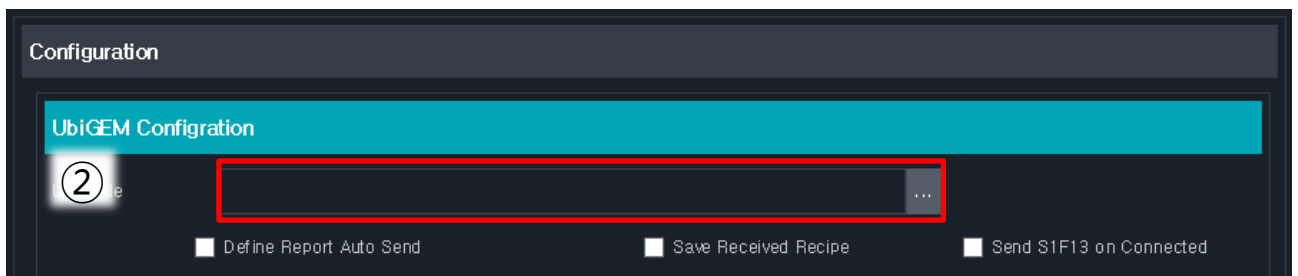 Configuration
UbiGEM Configration
②
...
Define Report Auto Send Save Received Recipe Send S1F13 on Connected